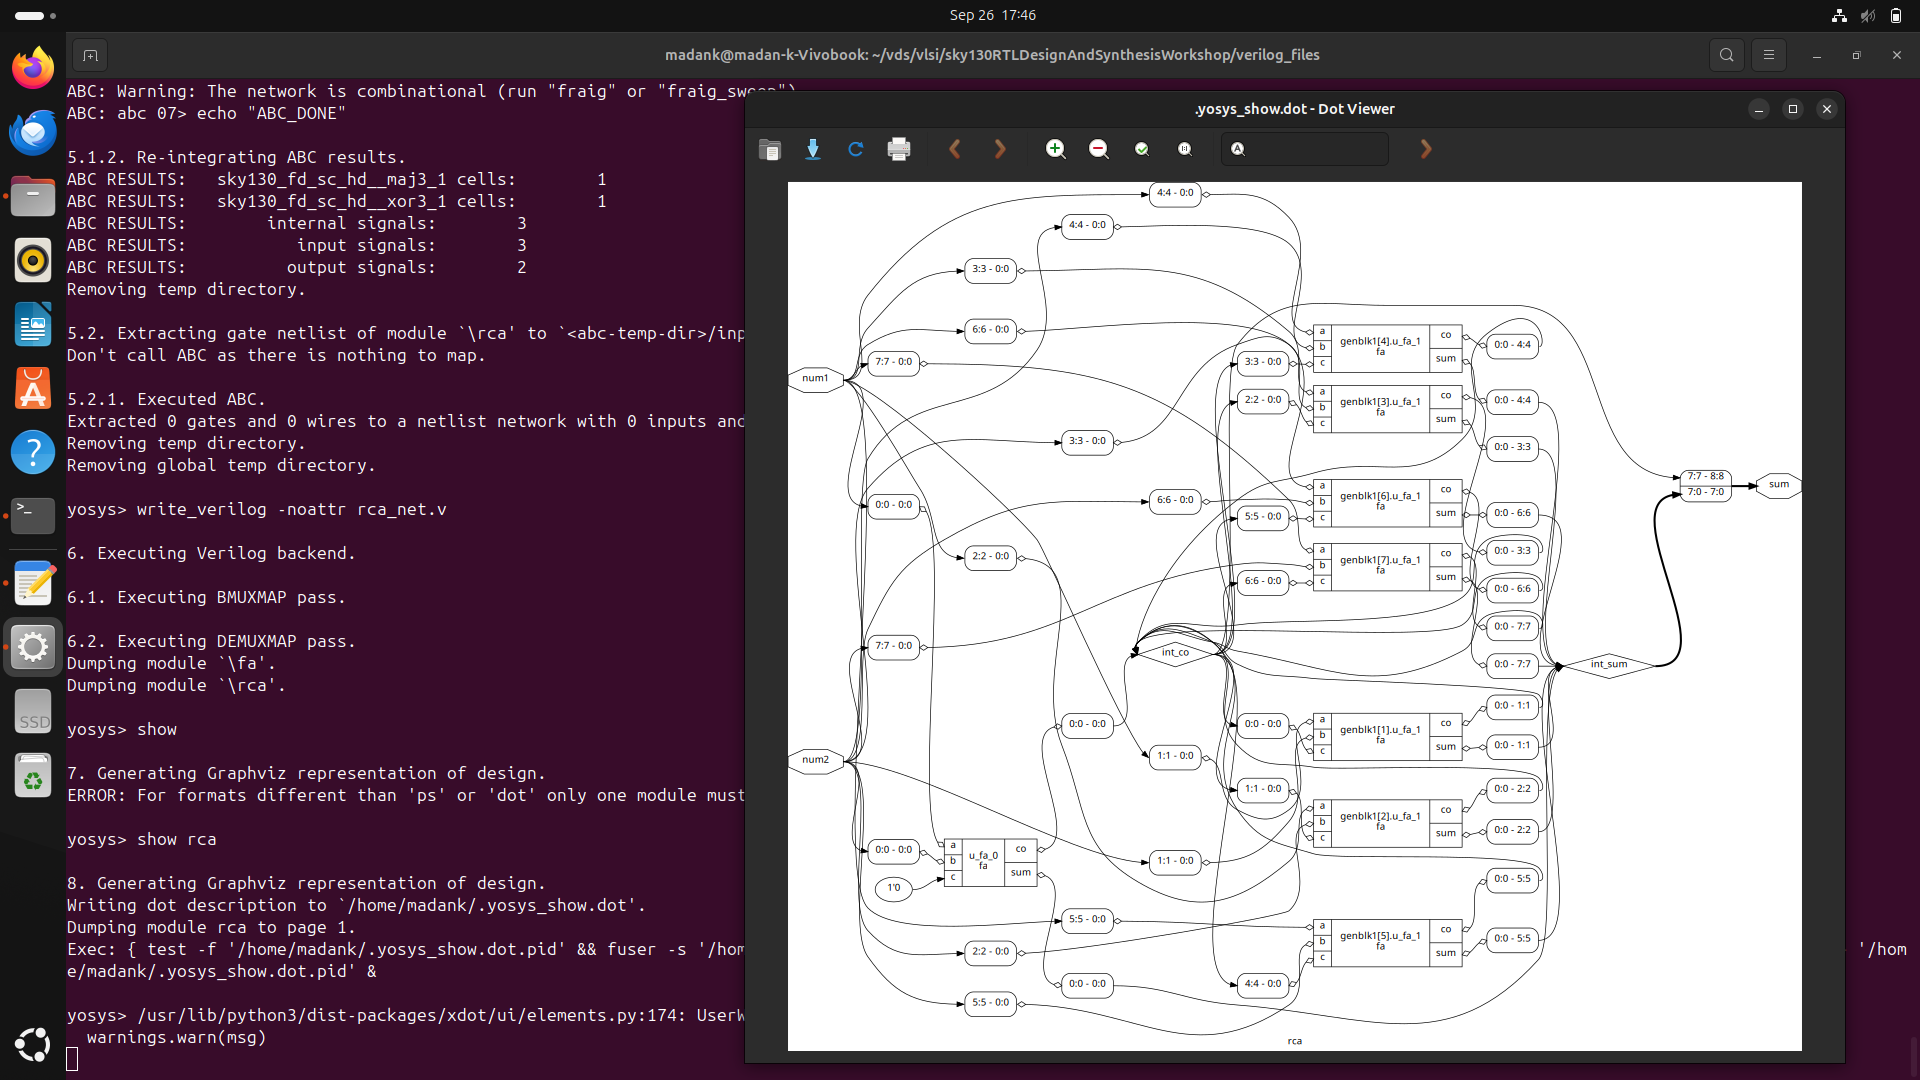 Sep 26 17:46
madank@madan-k-Vivobook: ~/vds/vlsi/sky130RTLDesignAndSynthesisWorkshop/verilog_files
ABC: Warning: The network is combinational (run "fraig" or "fraig_sweep")
ABC: abc 07> echo "ABC_DONE"
5.1.2. Re-integrating ABC results.
ABC RESULTS:   sky130_fd_sc_hd__maj3_1 cells:        1
ABC RESULTS:   sky130_fd_sc_hd__xor3_1 cells:        1
ABC RESULTS:        internal signals:        3
ABC RESULTS:           input signals:        3
ABC RESULTS:          output signals:        2
Removing temp directory.
5.2. Extracting gate netlist of module `\rca' to `<abc-temp-dir>/inp
Don't call ABC as there is nothing to map.
5.2.1. Executed ABC.
Extracted 0 gates and 0 wires to a netlist network with 0 inputs and
Removing temp directory.
Removing global temp directory.
yosys> write_verilog -noattr rca_net.v
6. Executing Verilog backend.
6.1. Executing BMUXMAP pass.
6.2. Executing DEMUXMAP pass.
Dumping module `\fa'.
Dumping module `\rca'.
yosys> show
7. Generating Graphviz representation of design.
ERROR: For formats different than 'ps' or 'dot' only one module must
yosys> show rca
8. Generating Graphviz representation of design.
Writing dot description to `/home/madank/.yosys_show.dot'.
Dumping module rca to page 1.
Exec: { test -f '/home/madank/.yosys_show.dot.pid' && fuser -s '/hom
'/hom
e/madank/.yosys_show.dot.pid' &
yosys> /usr/lib/python3/dist-packages/xdot/ui/elements.py:174: UserW
warnings.warn(msg)
SSD
.yosys_show.dot - Dot Viewer
4:4 - 0:0
4:4 - 0:0
3:3 - 0:0
6:6 - 0:0
7:7 - 0:0
num1
3:3 - 0:0
2:2 - 0:0
a
b
c
genblk1[4].u_fa_1
fa
co
sum
0:0 - 4:4
a
b
c
genblk1[3].u_fa_1
fa
co
sum
0:0 - 4:4
3:3 - 0:0
0:0 - 3:3
7:7 - 8:8
7:0 - 7:0
sum
0:0 - 0:0
6:6 - 0:0
5:5 - 0:0
a
b
c
genblk1[6].u_fa_1
fa
co
sum
0:0 - 6:6
2:2 - 0:0
6:6 - 0:0
a
b
c
genblk1[7].u_fa_1
fa
co
sum
0:0 - 3:3
0:0 - 6:6
0:0 - 7:7
7:7 - 0:0
int_co
0:0 - 7:7
int_sum
0:0 - 0:0
0:0 - 0:0
a
b
c
genblk1[1].u_fa_1
fa
co
sum
0:0 - 1:1
0:0 - 1:1
num2
1:1 - 0:0
1:1 - 0:0
a
b
c
genblk1[2].u_fa_1
fa
co
sum
0:0 - 2:2
0:0 - 2:2
0:0 - 0:0
1'0
a
b
c
u_fa_0
fa
co
sum
1:1 - 0:0
0:0 - 5:5
5:5 - 0:0
2:2 - 0:0
a
b
c
genblk1[5].u_fa_1
fa
co
sum
0:0 - 5:5
0:0 - 0:0
4:4 - 0:0
5:5 - 0:0
rca